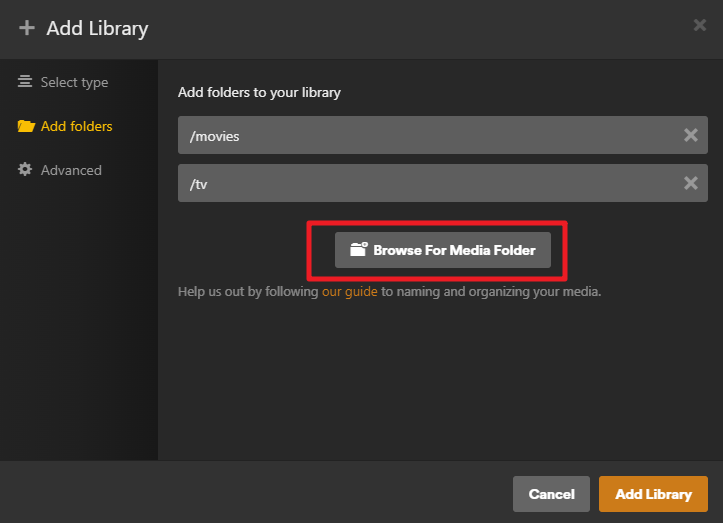 Add Library
Select type
Add folders
Advanced
Add folders to your library
/movies
/tv
Browse For Media Folder
Help us out by following our guide to naming and organizing your media.
Cancel
Add Library